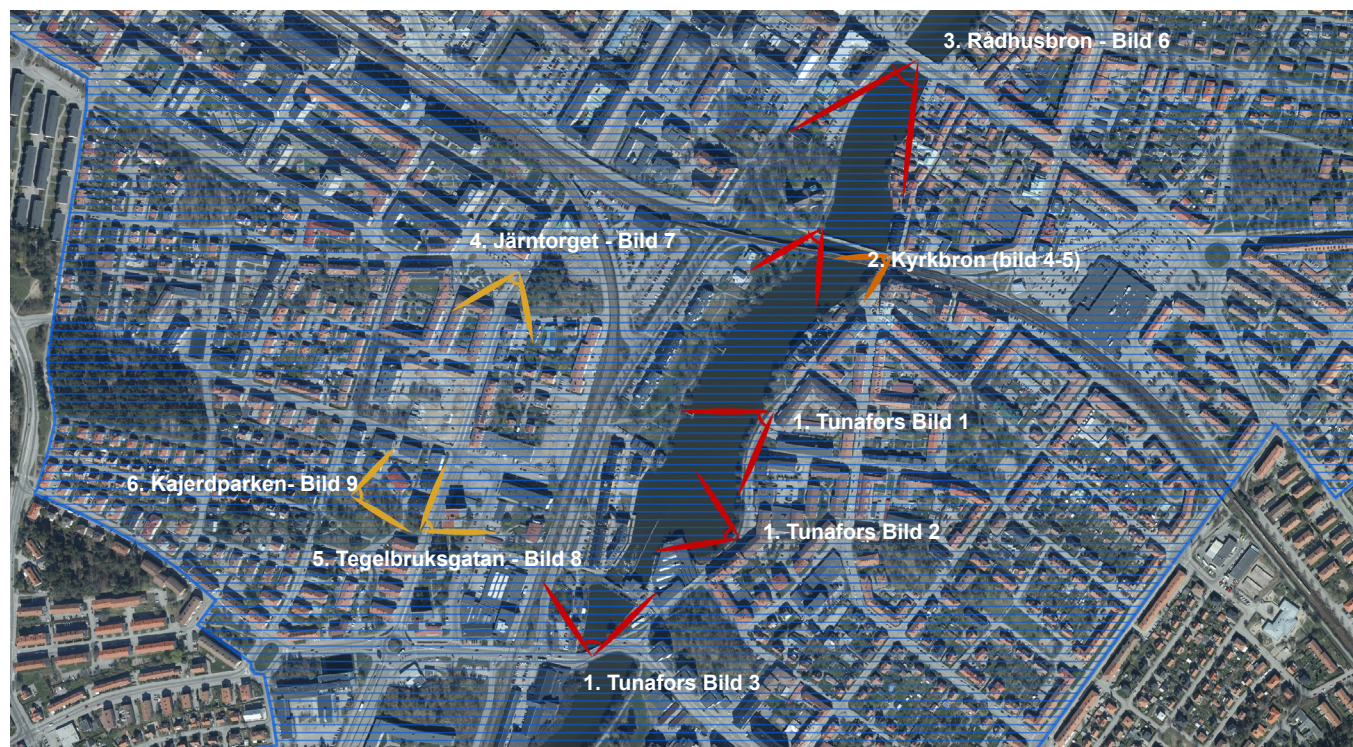 3. Rådhusbron - Bild 6
4. Järntorget - Bild 7
2. Kyrkbron (bild 4-5)
1. Tunafors Bild 1
6. Kajerdparken- Bild 9
1. Tunafors Bild 2
5. Tegelbruksgatan - Bild 8
1. Tunafors Bild 3